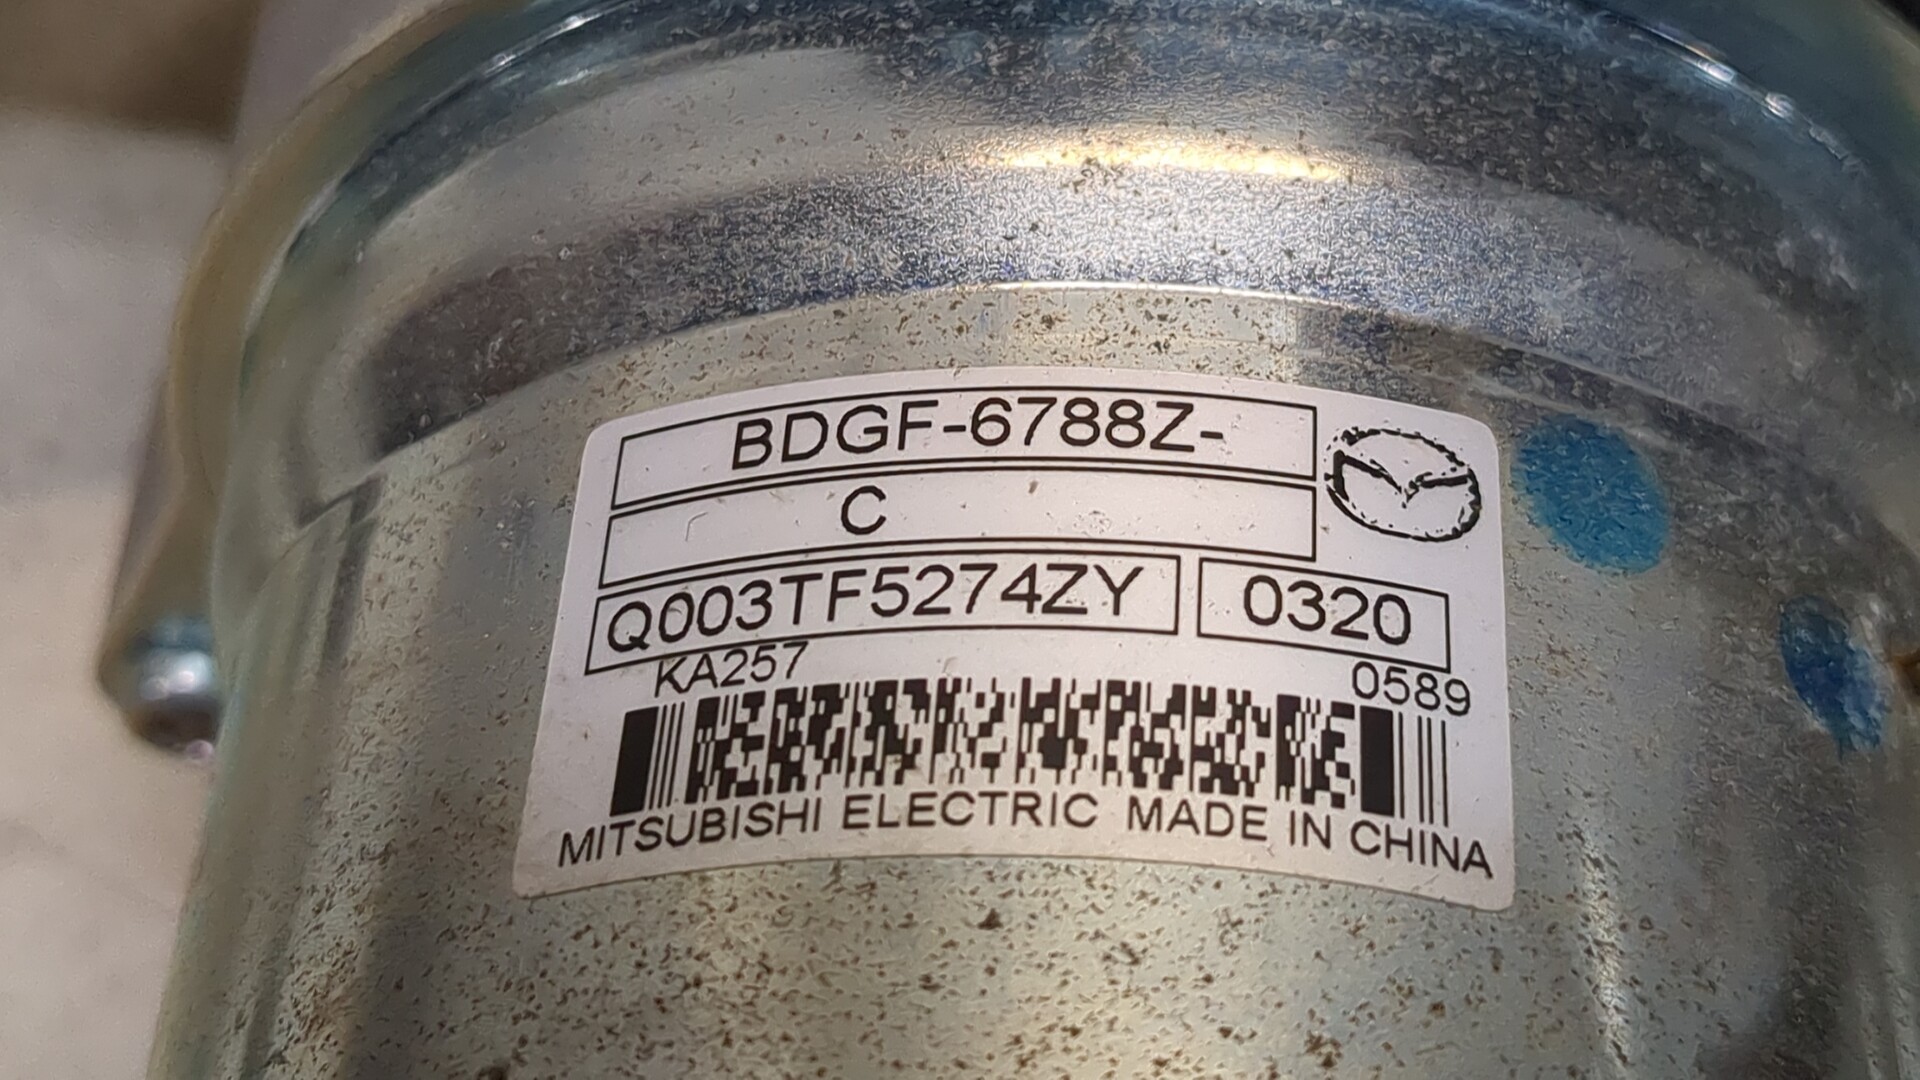 BDGF-6788Z-
C
Q003TF5274ZY 0320
KA257 0589
MITSUBISHI ELECTRIC MADE IN CHINA